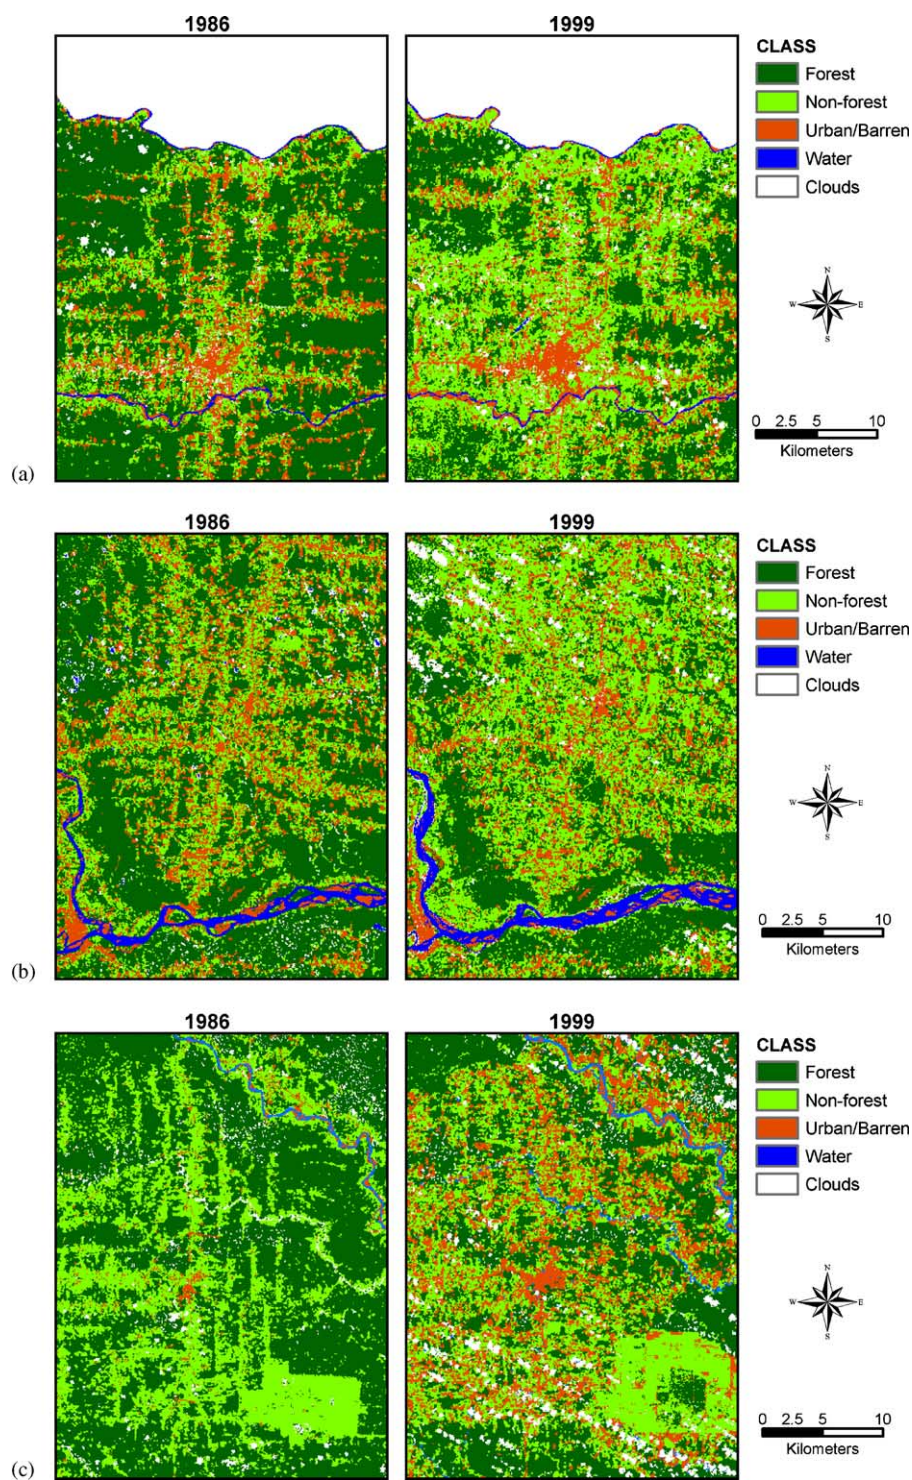 1986 1999
CLASS
Forest
Non-forest
Urban/Barren
Water
Clouds
N
W E
S
0 2.5 5 10
Kilometers
(a)
1986 1999
CLASS
Forest
Non-forest
Urban/Barren
Water
Clouds
N
W E
S
0 2.5 5 10
Kilometers
(b)
1986 1999
CLASS
Forest
Non-forest
Urban/Barren
Water
Clouds
N
W E
S
0 2.5 5 10
Kilometers
(c)